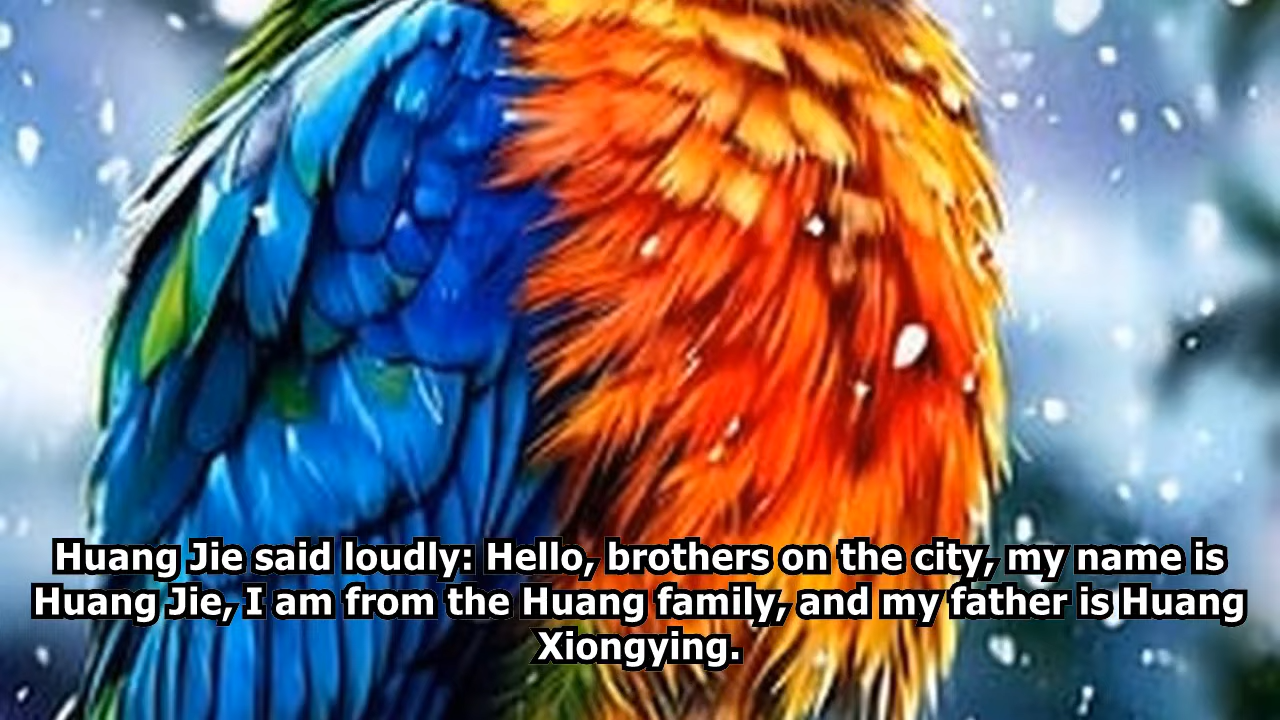 Huang Jie said loudly: Hello, brothers on the city, my name is
Huang Jie, I am from the Huang family, and my father is Huang
Xiongying.